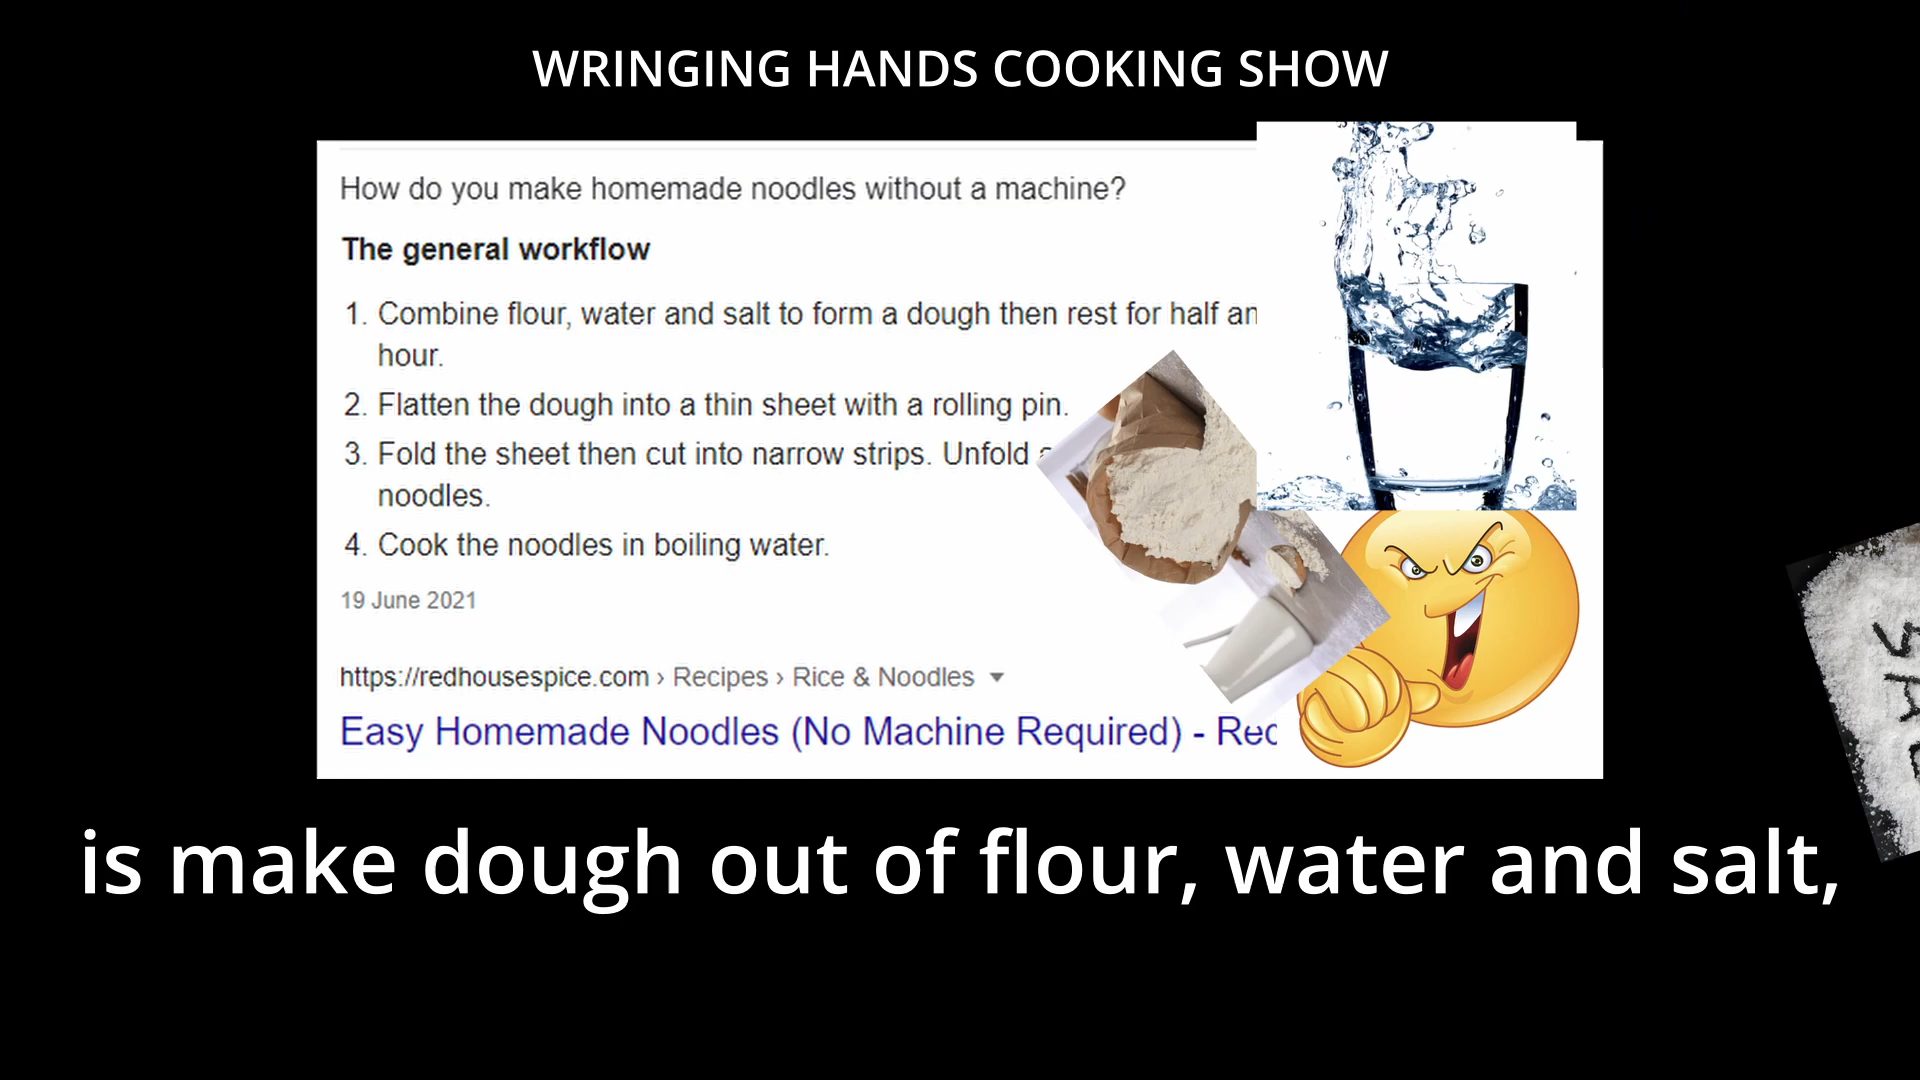 WRINGING HANDS COOKING SHOW
How do you make homemade noodles without a machine?
The general workflow
1. Combine flour, water and salt to form a dough then rest for half an
hour.
2. Flatten the dough into a thin sheet with a rolling pin.
3. Fold the sheet then cut into narrow strips. Unfold
noodles.
4. Cook the noodles in boiling water.
19 June 2021
https://redhousespice.com › Recipes › Rice & Noodles
Easy Homemade Noodles (No Machine Required) -
is make dough out of flour, water and salt,